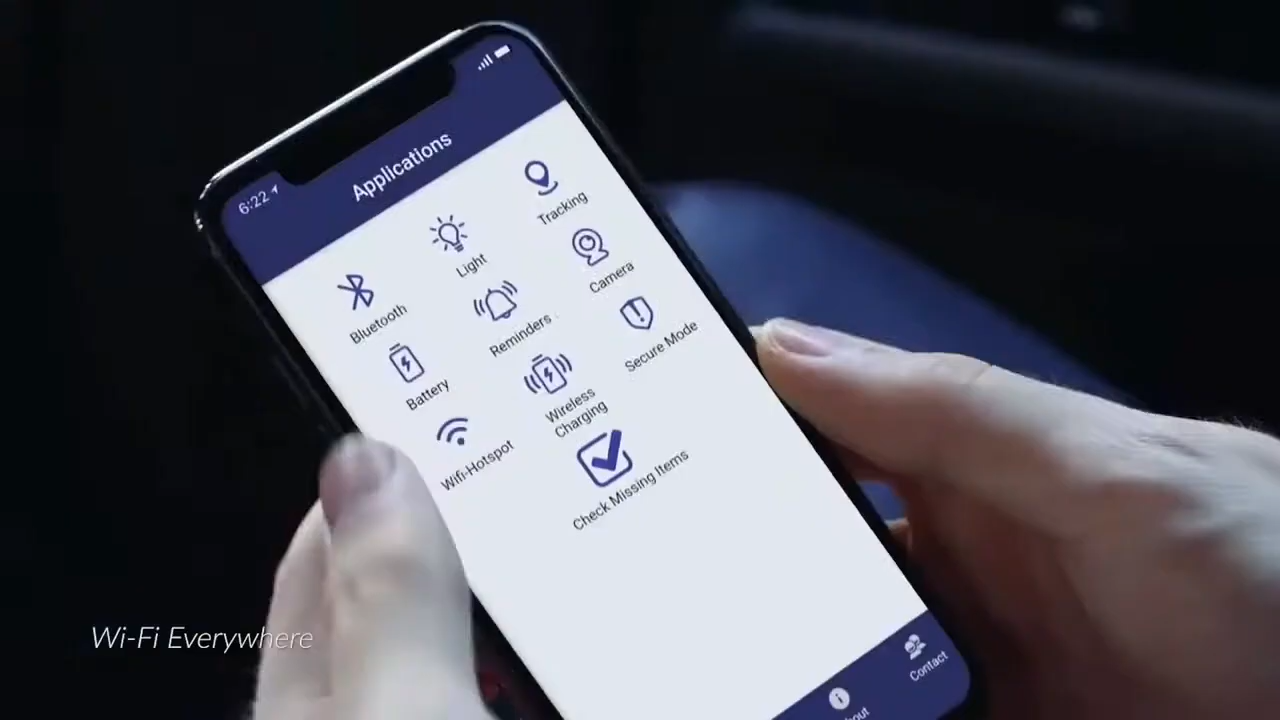 6:22
Applications
Bluetooth
Light
Tracking
Battery
Reminders
Camera
Wifi-Hotspot
Wireless
Charging
Secure Mode
Check Missing Items
Contact
Wi-Fi Everywhere